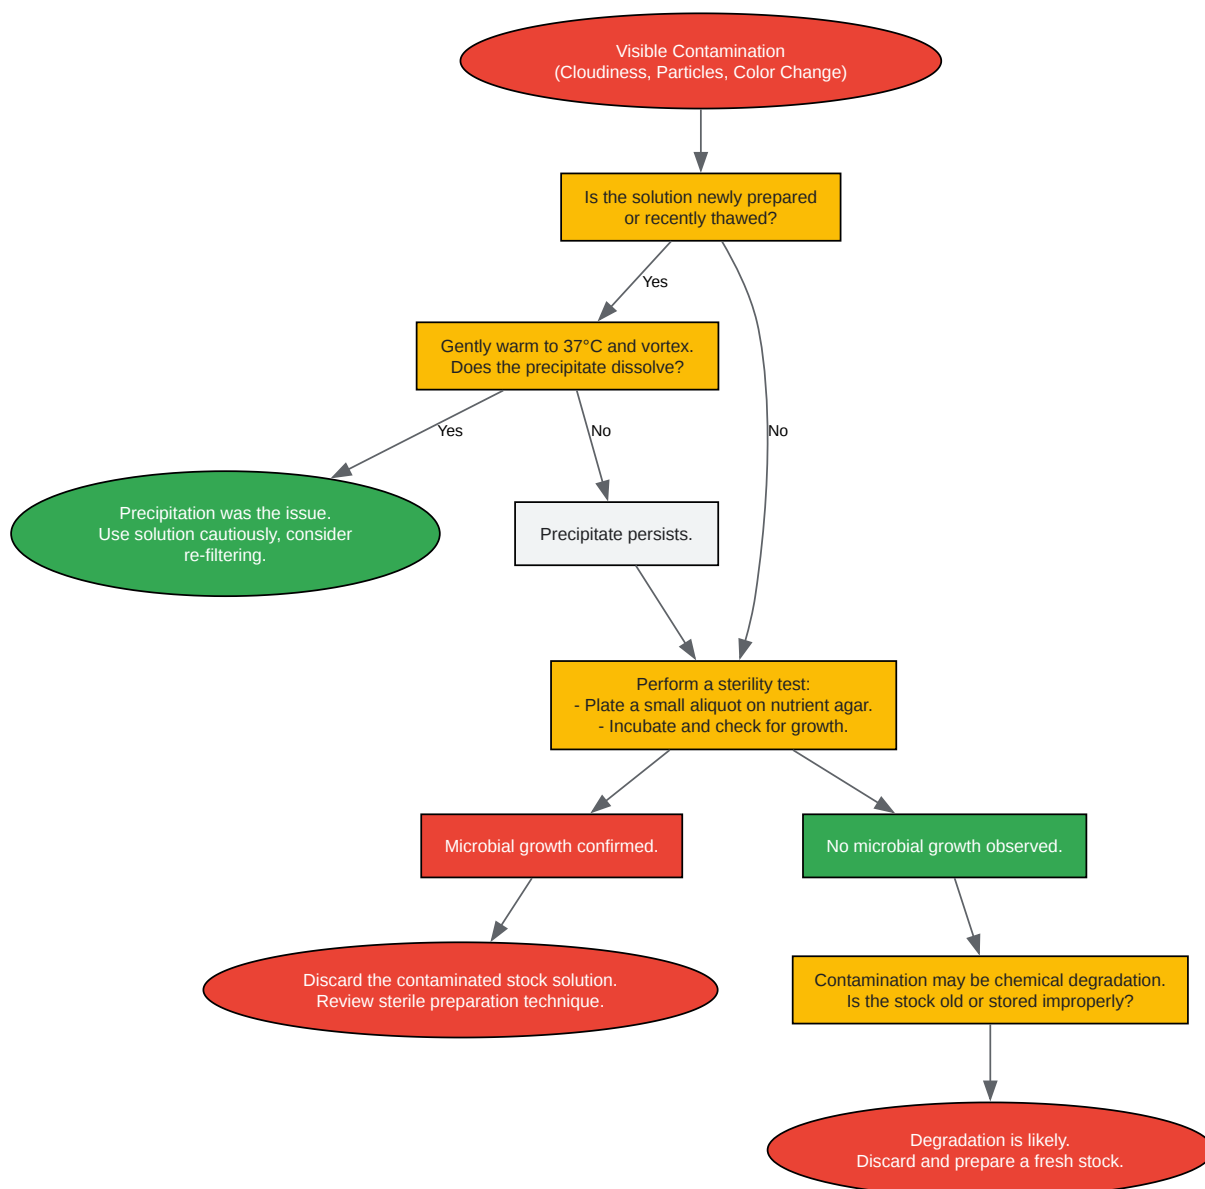 Visible Contamination
(Cloudiness, Particles, Color Change)
Is the solution newly prepared
or recently thawed?
Yes
Gently warm to 37°C and vortex.
Does the precipitate dissolve?
Yes
No
No
Precipitation was the issue.
Use solution cautiously, consider
re-filtering.
Precipitate persists.
Perform a sterility test:
- Plate a small aliquot on nutrient agar.
- Incubate and check for growth.
Microbial growth confirmed.
No microbial growth observed.
Discard the contaminated stock solution.
Review sterile preparation technique.
Contamination may be chemical degradation.
Is the stock old or stored improperly?
Degradation is likely.
Discard and prepare a fresh stock.